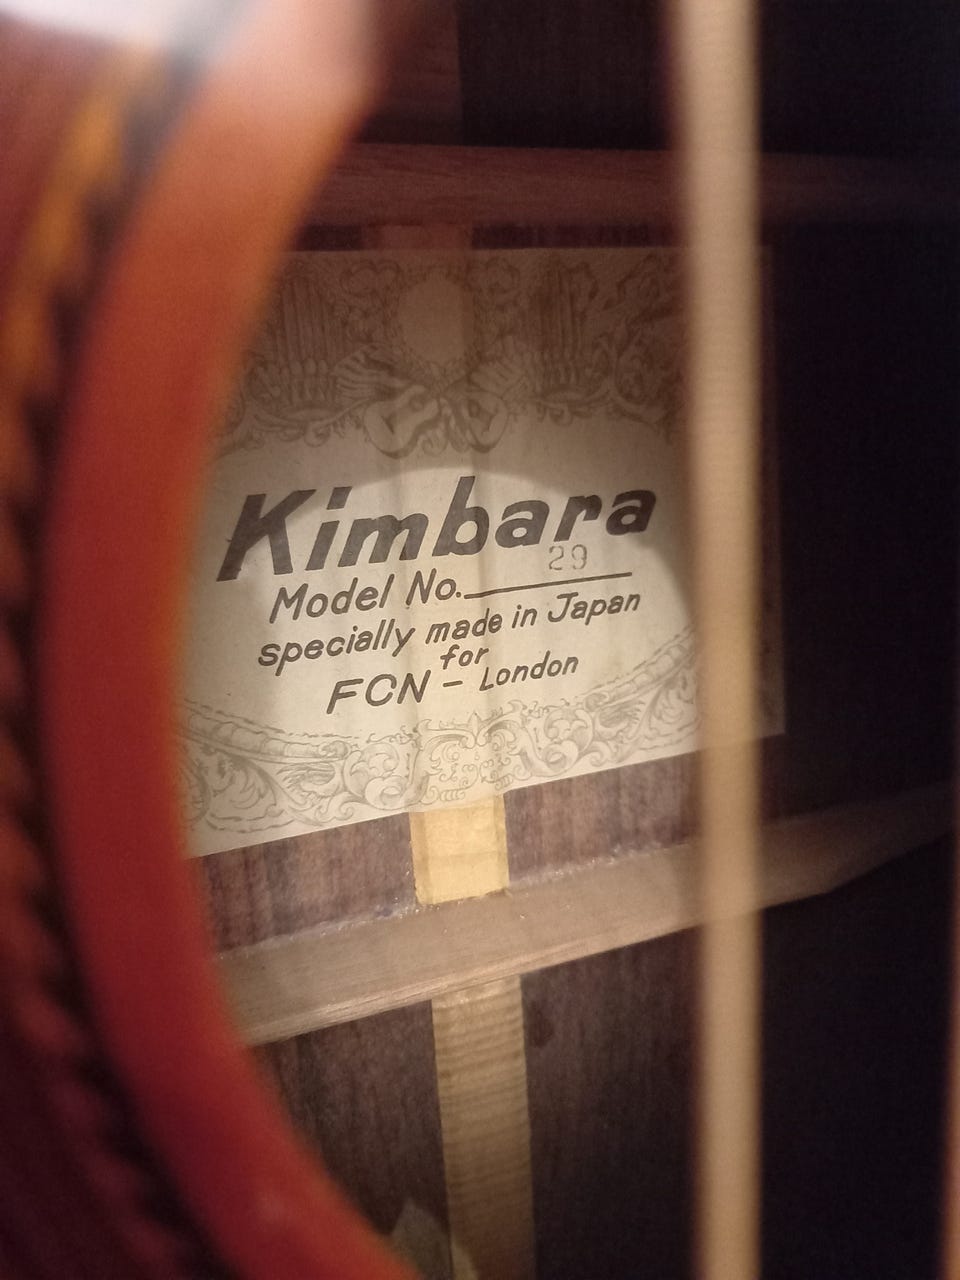 Kimbara
29
Model No.
specially made in Japan
for
FCN - London